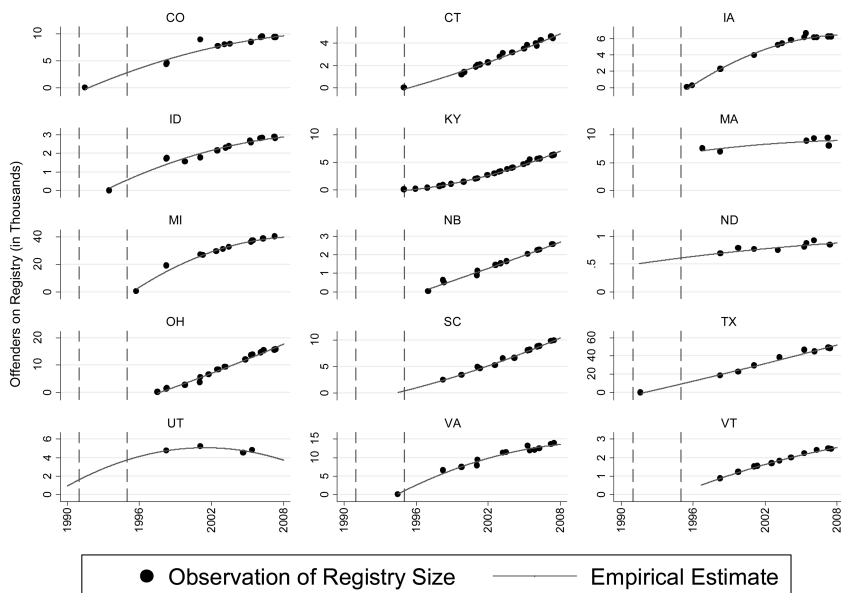 CO
CT
IA
0 5 10
0 2 4
0 2 4 6
ID
KY
MA
0 1 2 3
0 5 10
0 5 10
MI
NB
ND
0 20 40
0 1 2 3
0 .5 1
OH
SC
TX
0 10 20
0 5 10
0 20 40 60
UT
VA
VT
0 2 4 6
0 5 10 15
0 1 2 3
1990 1996 2002 2008
1990 1996 2002 2008
1990 1996 2002 2008
Offenders on Registry (in Thousands)
Observation of Registry Size
Empirical Estimate